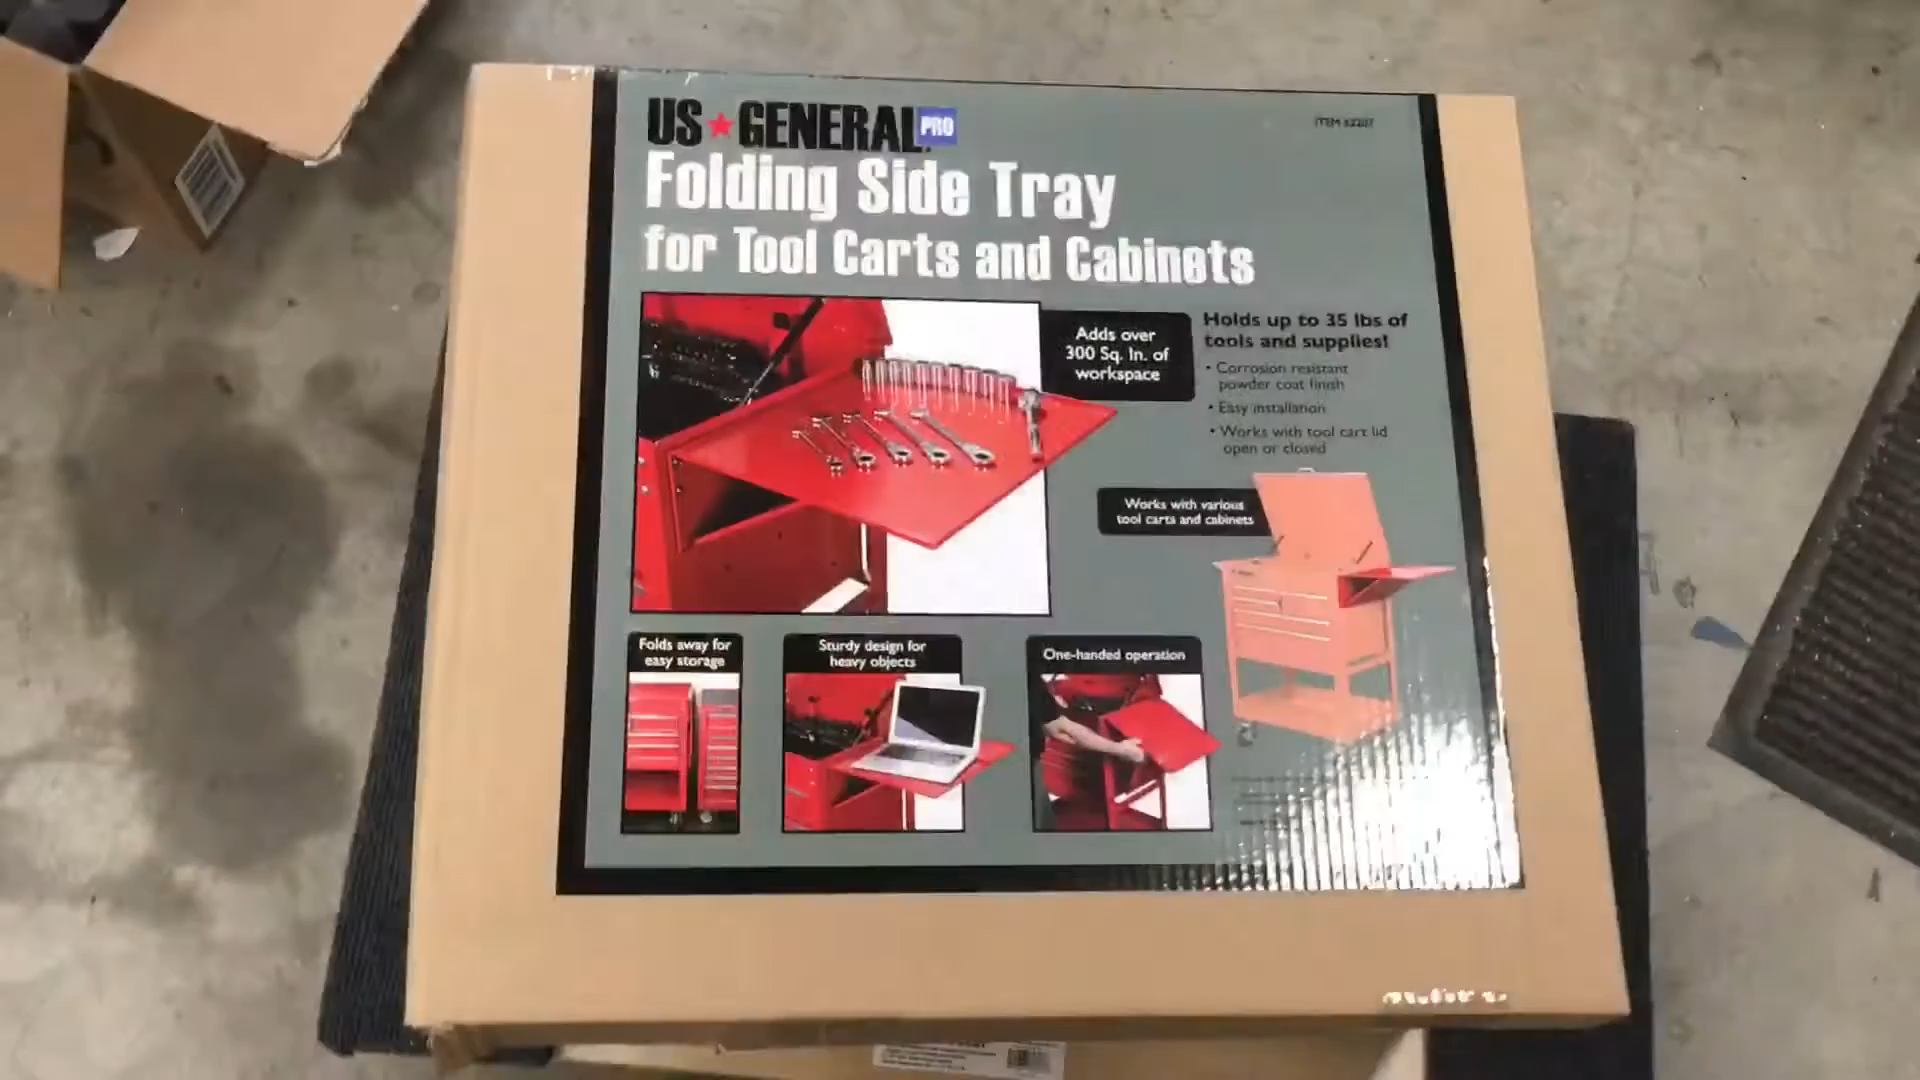 US★GENERAL PRO
Folding Side Tray
for Tool Carts and Cabinets
Adds over
300 Sq. In. of
workspace
Holds up to 35 lbs of
tools and supplies!
• Corrosion resistant
powder coat finish
• Easy installation
• Works with tool cart lid
open or closed
Works with various
tool carts and cabinets
Folds away for
easy storage
Sturdy design for
heavy objects
One-handed operation
ITEM